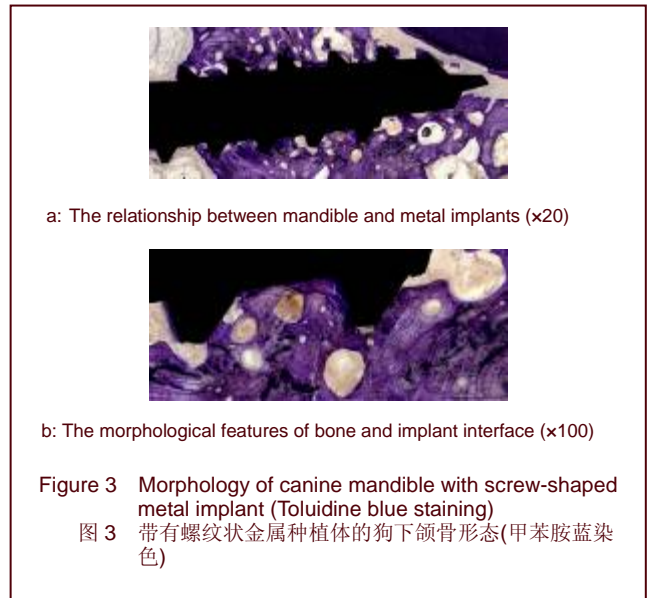 a: The relationship between mandible and metal implants (×20)
b: The morphological features of bone and implant interface (×100)
Figure 3 Morphology of canine mandible with screw-shaped
metal implant (Toluidine blue staining)
图 3 带有螺纹状金属种植体的狗下颌骨形态(甲苯胺蓝染
色)